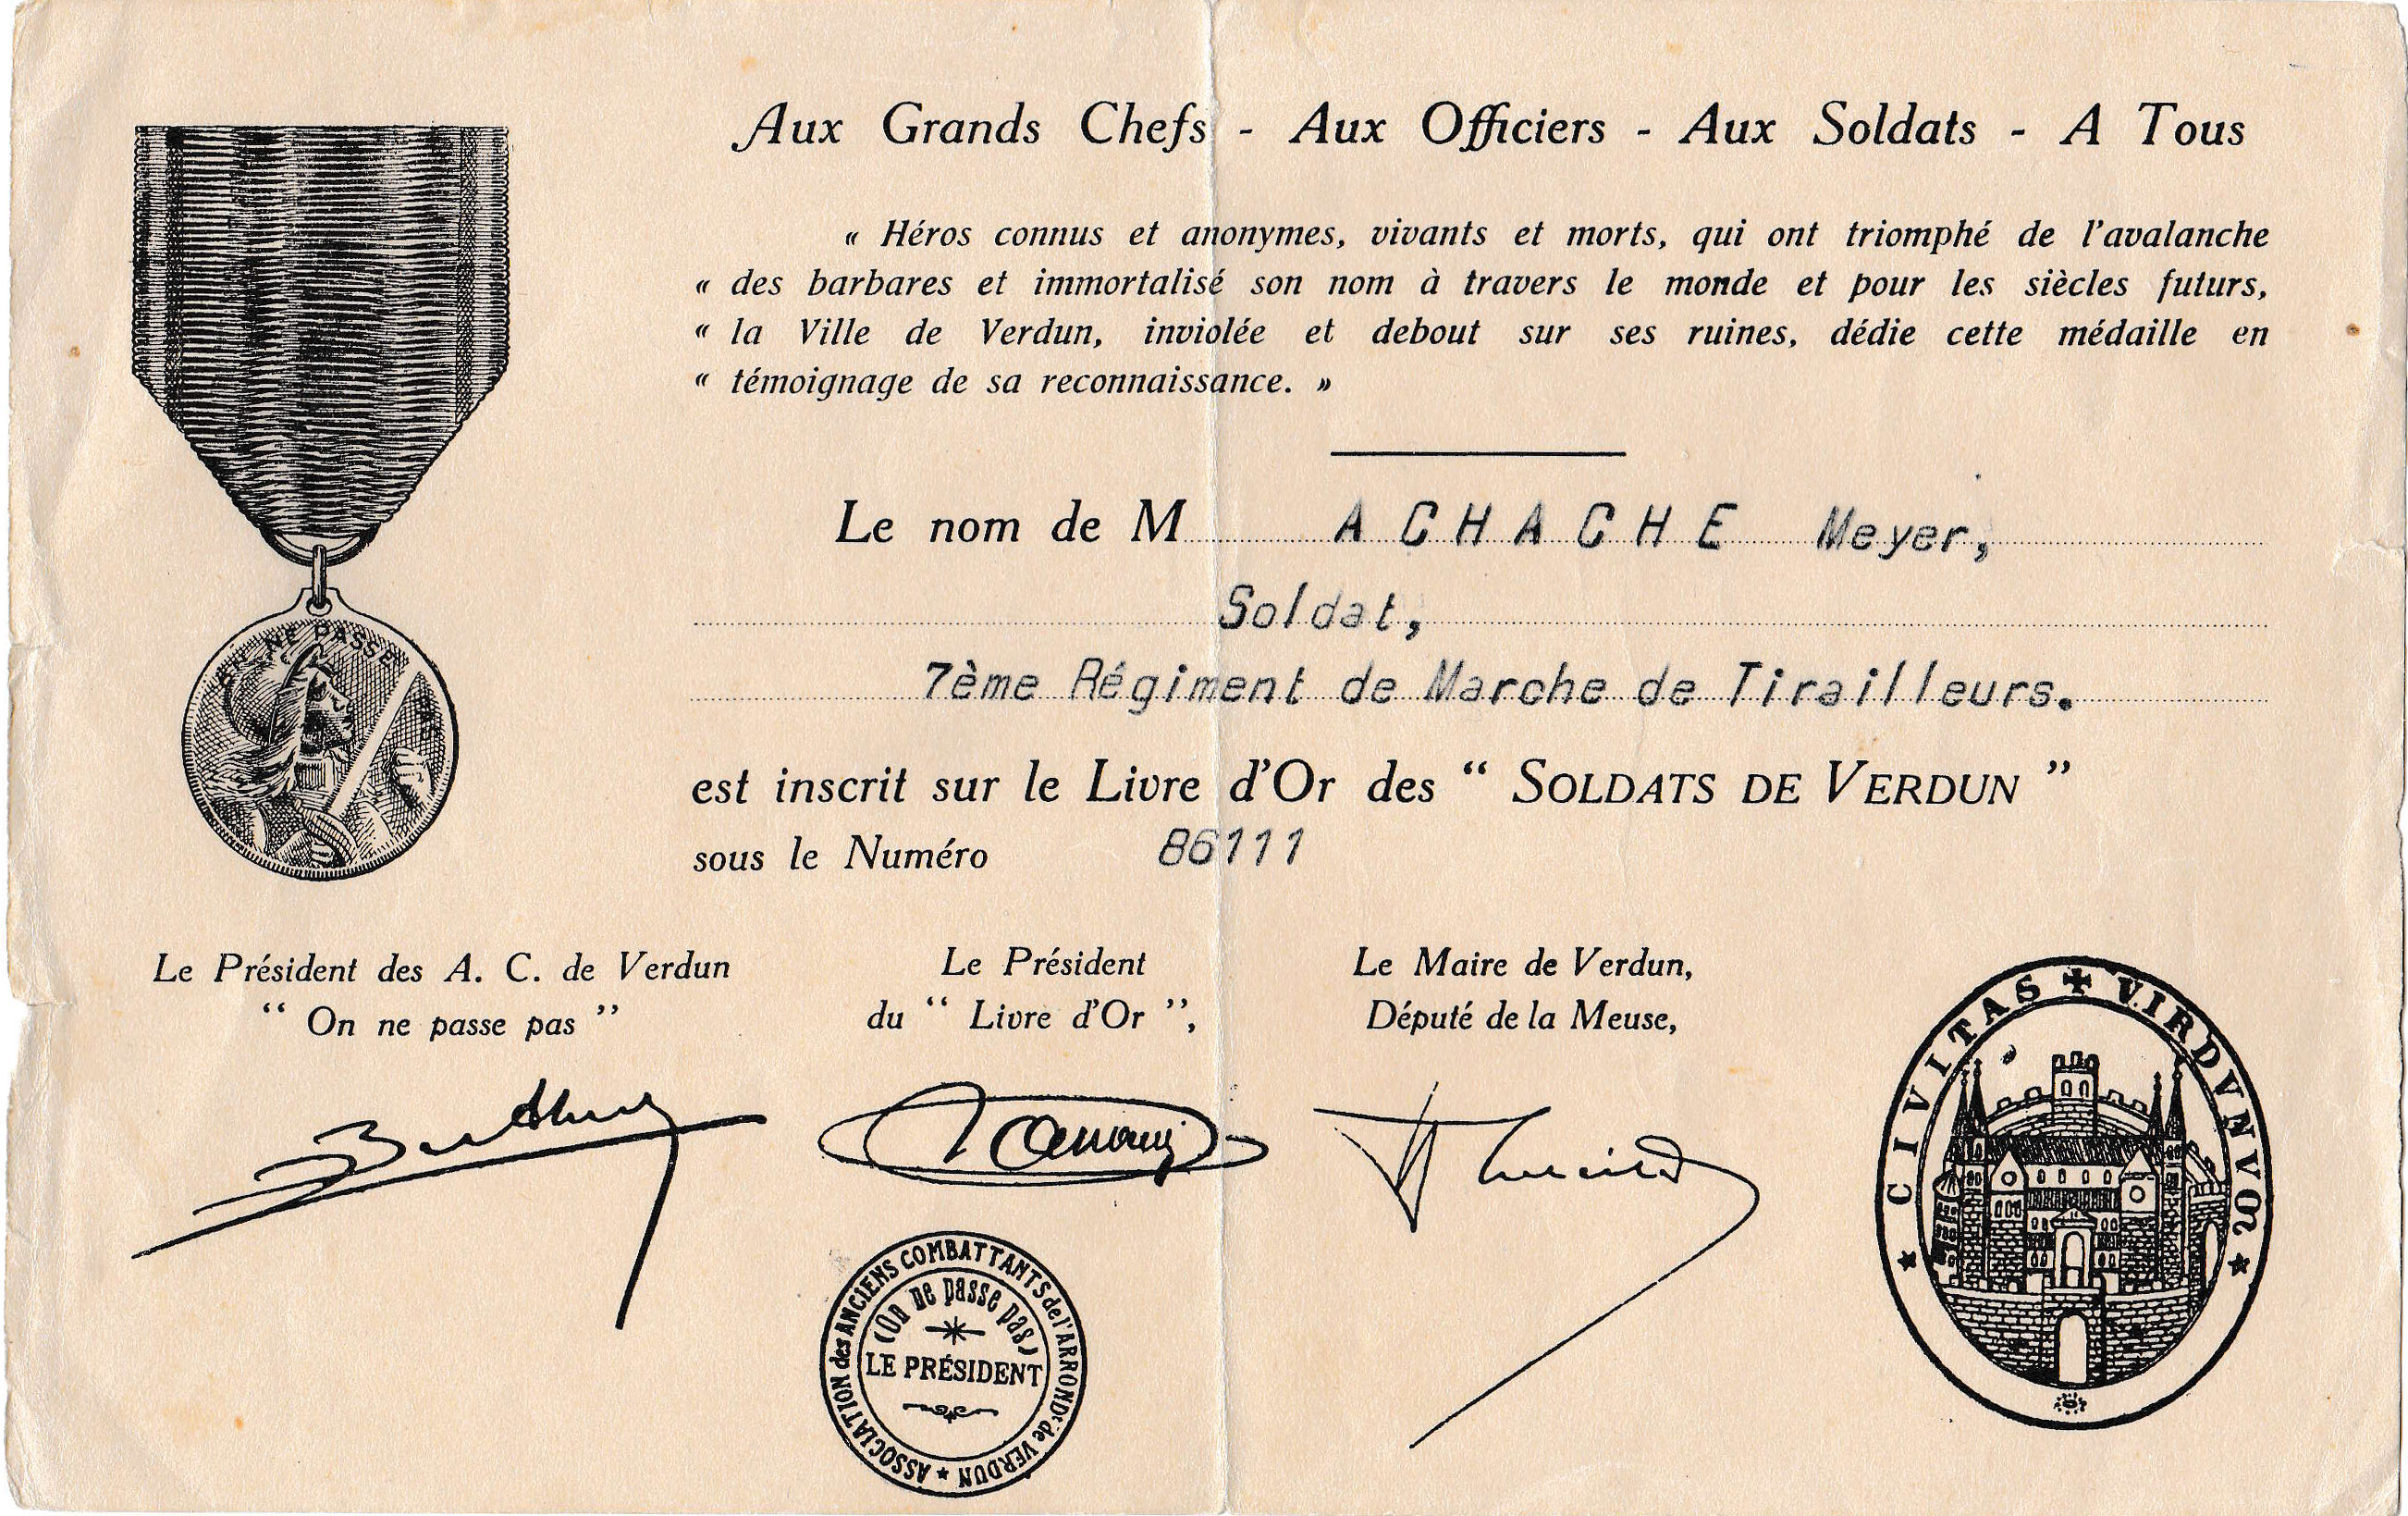 Aux Grands Chefs - Aux Officiers - Aux Soldats - A Tous
« Héros connus et anonymes, vivants et morts, qui ont triomphé de l'avalanche
« des barbares et immortalisé son nom à travers le monde et pour les siècles futurs,
« la Ville de Verdun, inviolée et debout sur ses ruines, dédie cette médaille en
« témoignage de sa reconnaissance. »
ON NE PASSE PAS
Le nom de M ACHACHE Meyer,
Soldat,
7ème Régiment de Marche de Tirailleurs.
est inscrit sur le Livre d'Or des “ SOLDATS DE VERDUN ”
sous le Numéro 86111
Le Président des A. C. de Verdun
“ On ne passe pas ”
Le Président
du “ Livre d'Or ”,
Le Maire de Verdun,
Député de la Meuse,
CIVITAS VIRDVNVM
ASSOCIATION des ANCIENS COMBATTANTS de l'ARRONDt de VERDUN
(On ne passe pas)
LE PRÉSIDENT